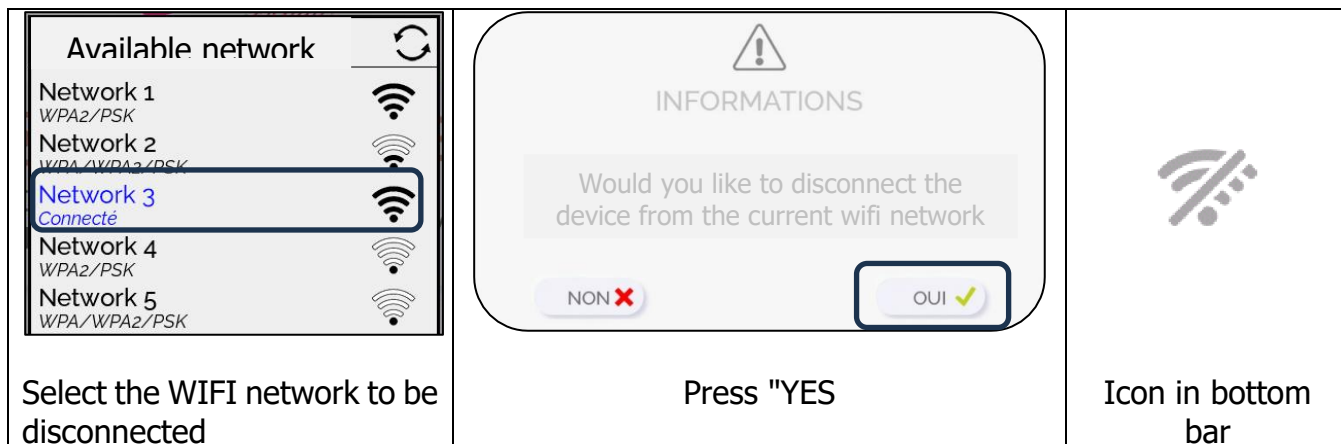 Available network
Network 1
WPA2/PSK
Network 2
WPA/WPA2/PSK
Network 3
Connecté
Network 4
WPA2/PSK
Network 5
WPA/WPA2/PSK
Select the WIFI network to be
disconnected
INFORMATIONS
Would you like to disconnect the
device from the current wifi network
NON
OUI
Press "YES
Icon in bottom
bar